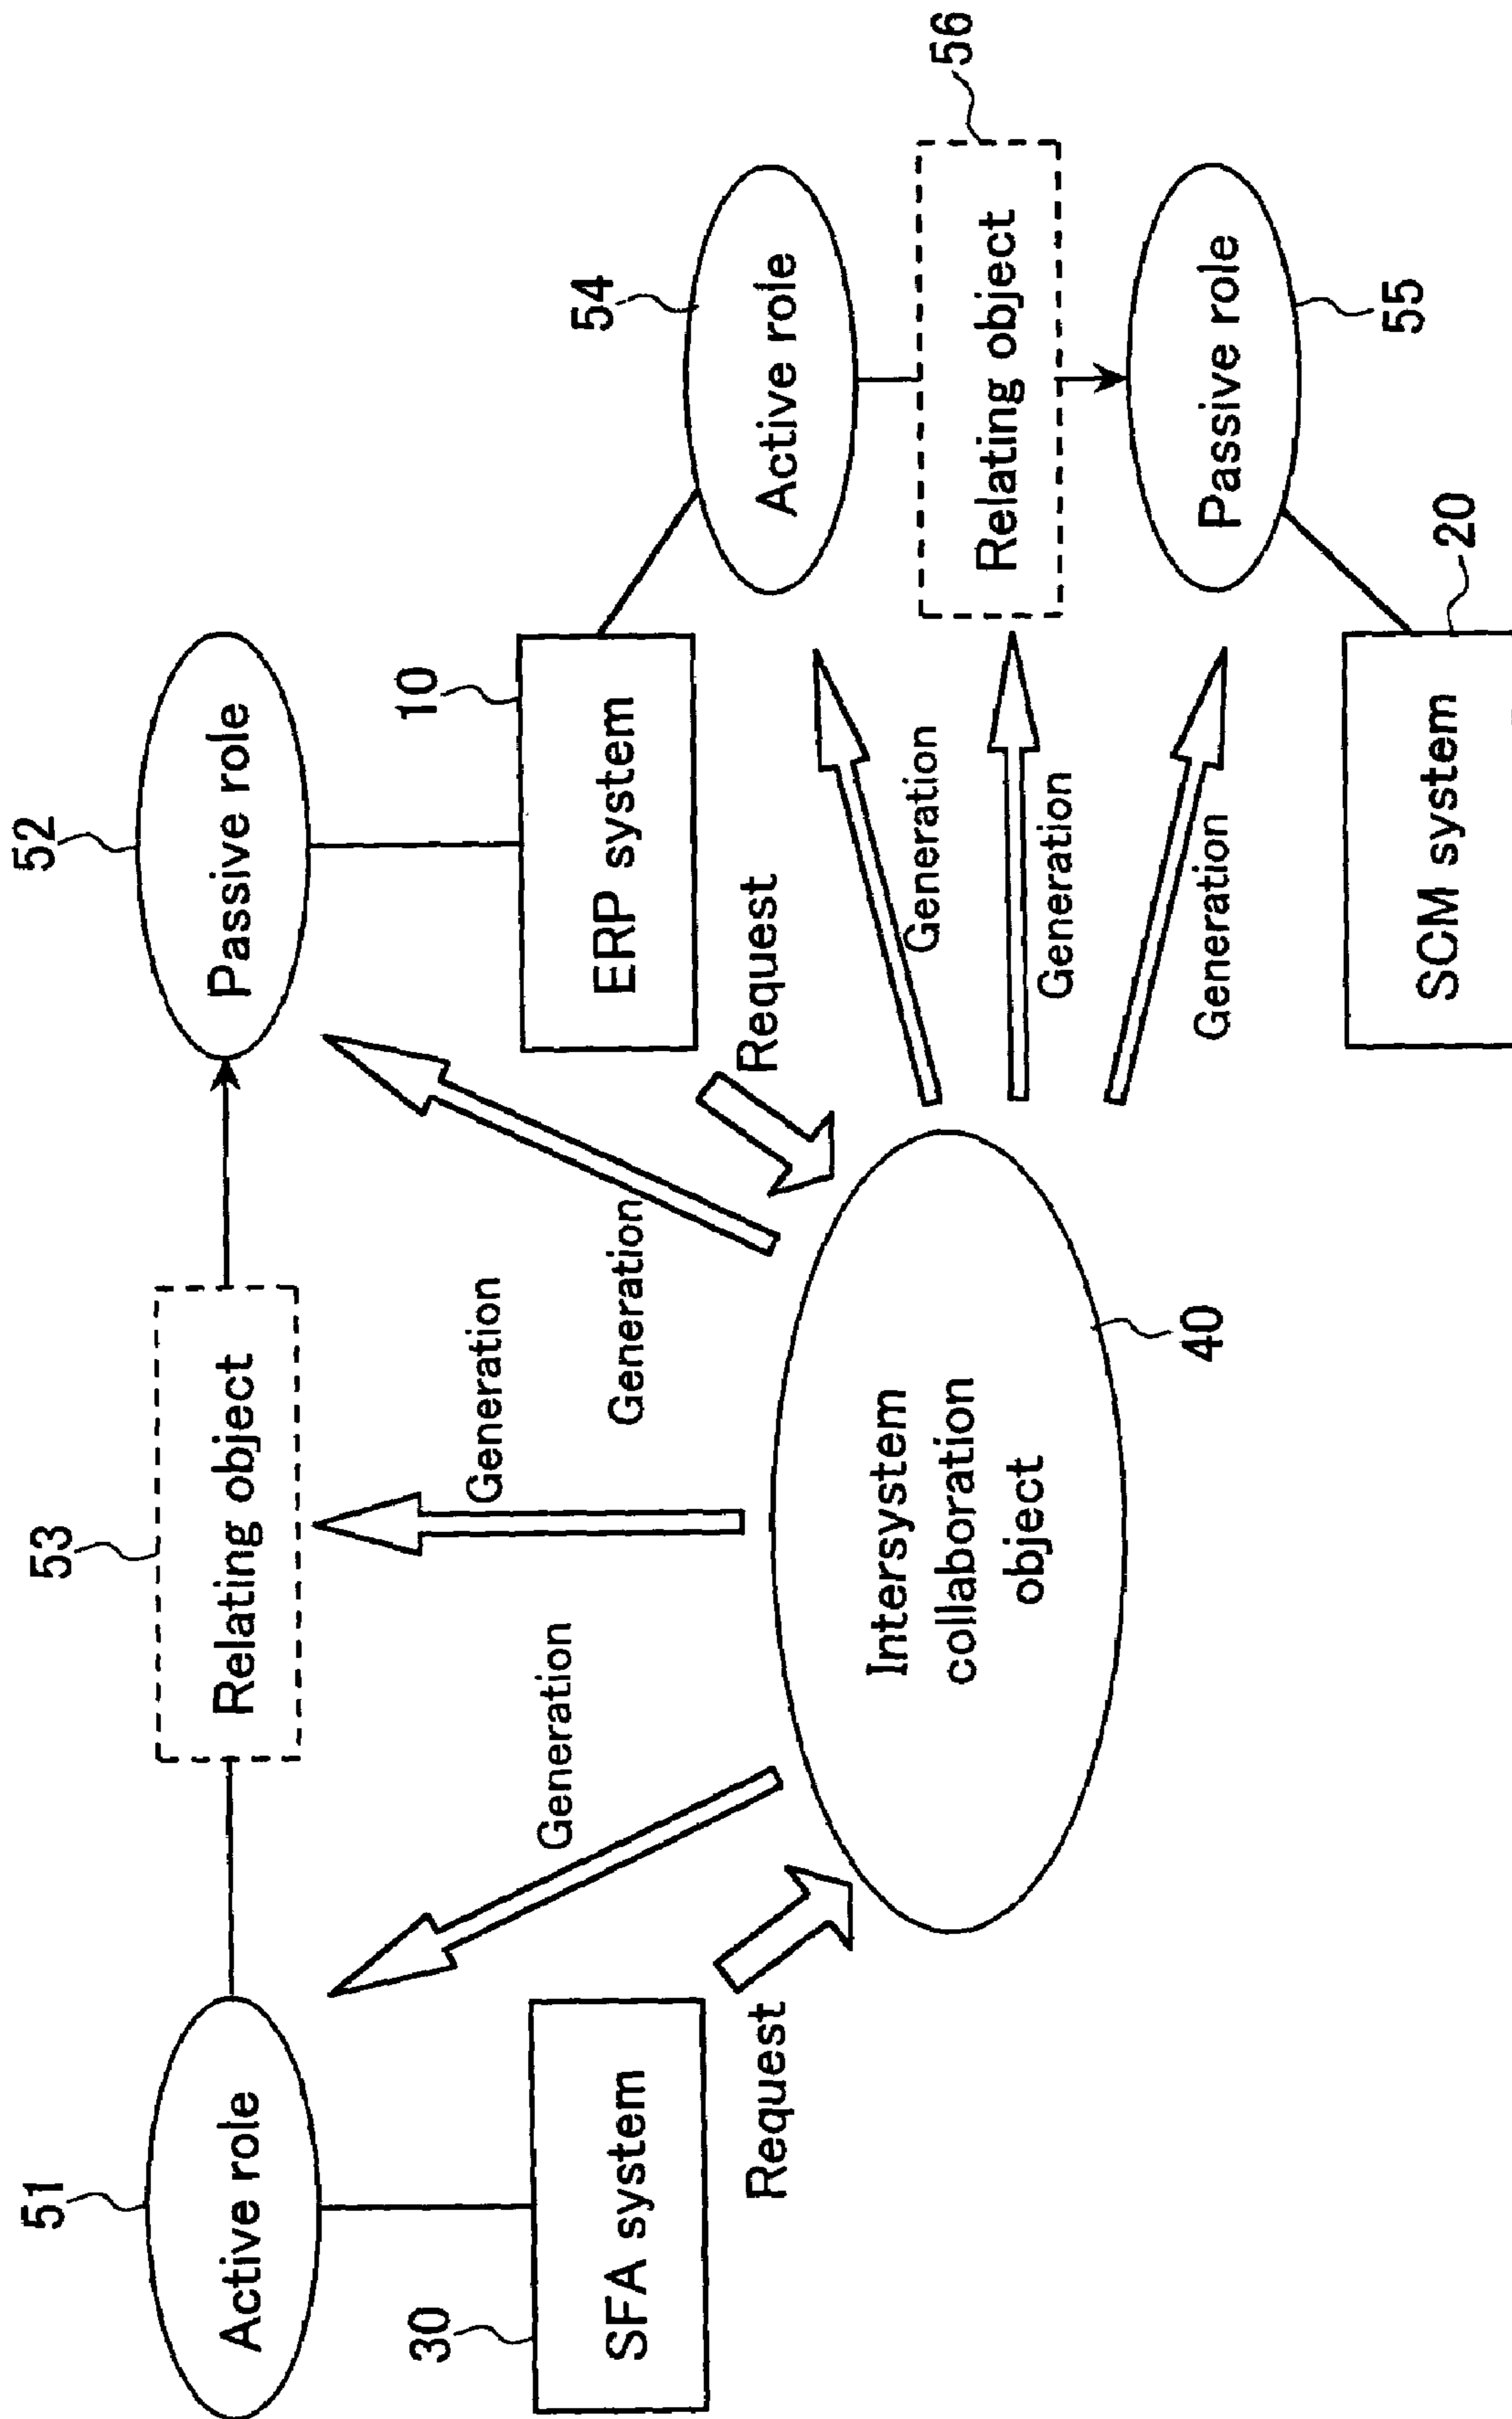 51
Active role
53
Relating object
52
Passive role
30
SFA system
Request
Generation
Generation
Generation
10
ERP system
Request
Intersystem
collaboration
object
40
Generation
Generation
Generation
54
Active role
Relating object
56
Passive role
55
SCM system
20